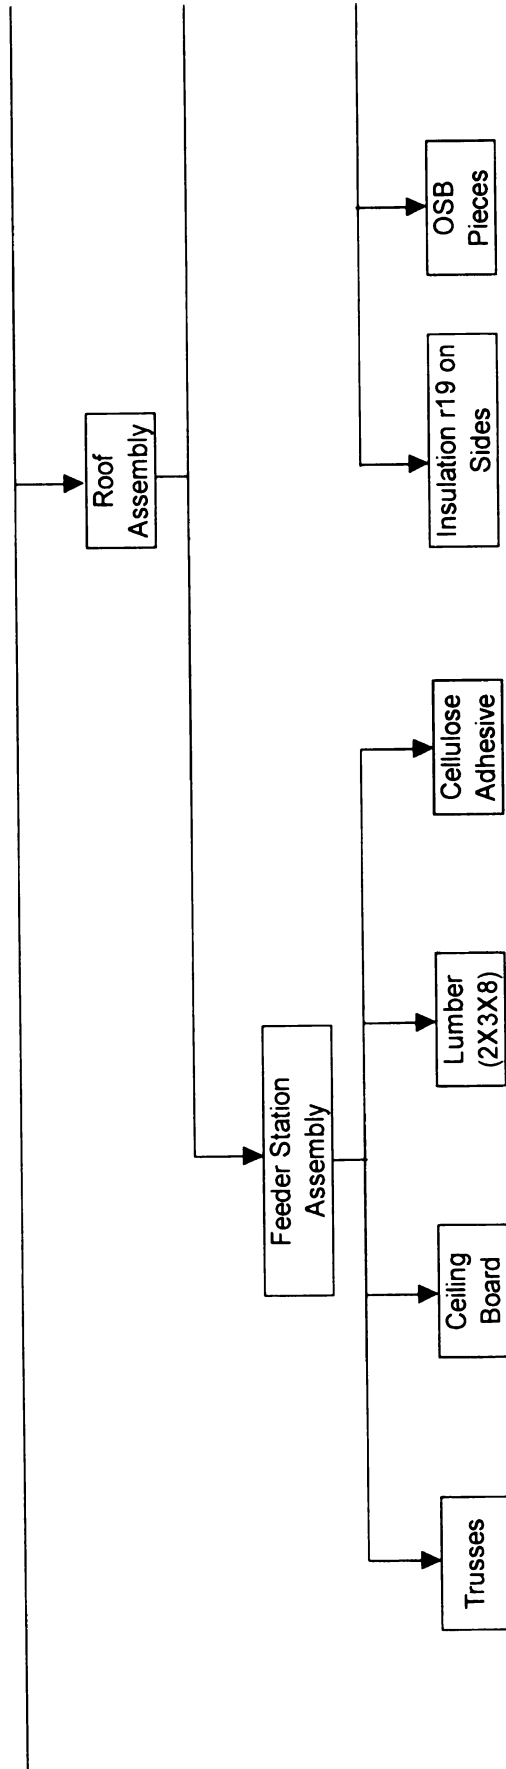 Roof
Assembly
Feeder Station
Assembly
Trusses
Ceiling
Board
Lumber
(2X3X8)
Cellulose
Adhesive
Insulation r19 on
Sides
OSB
Pieces